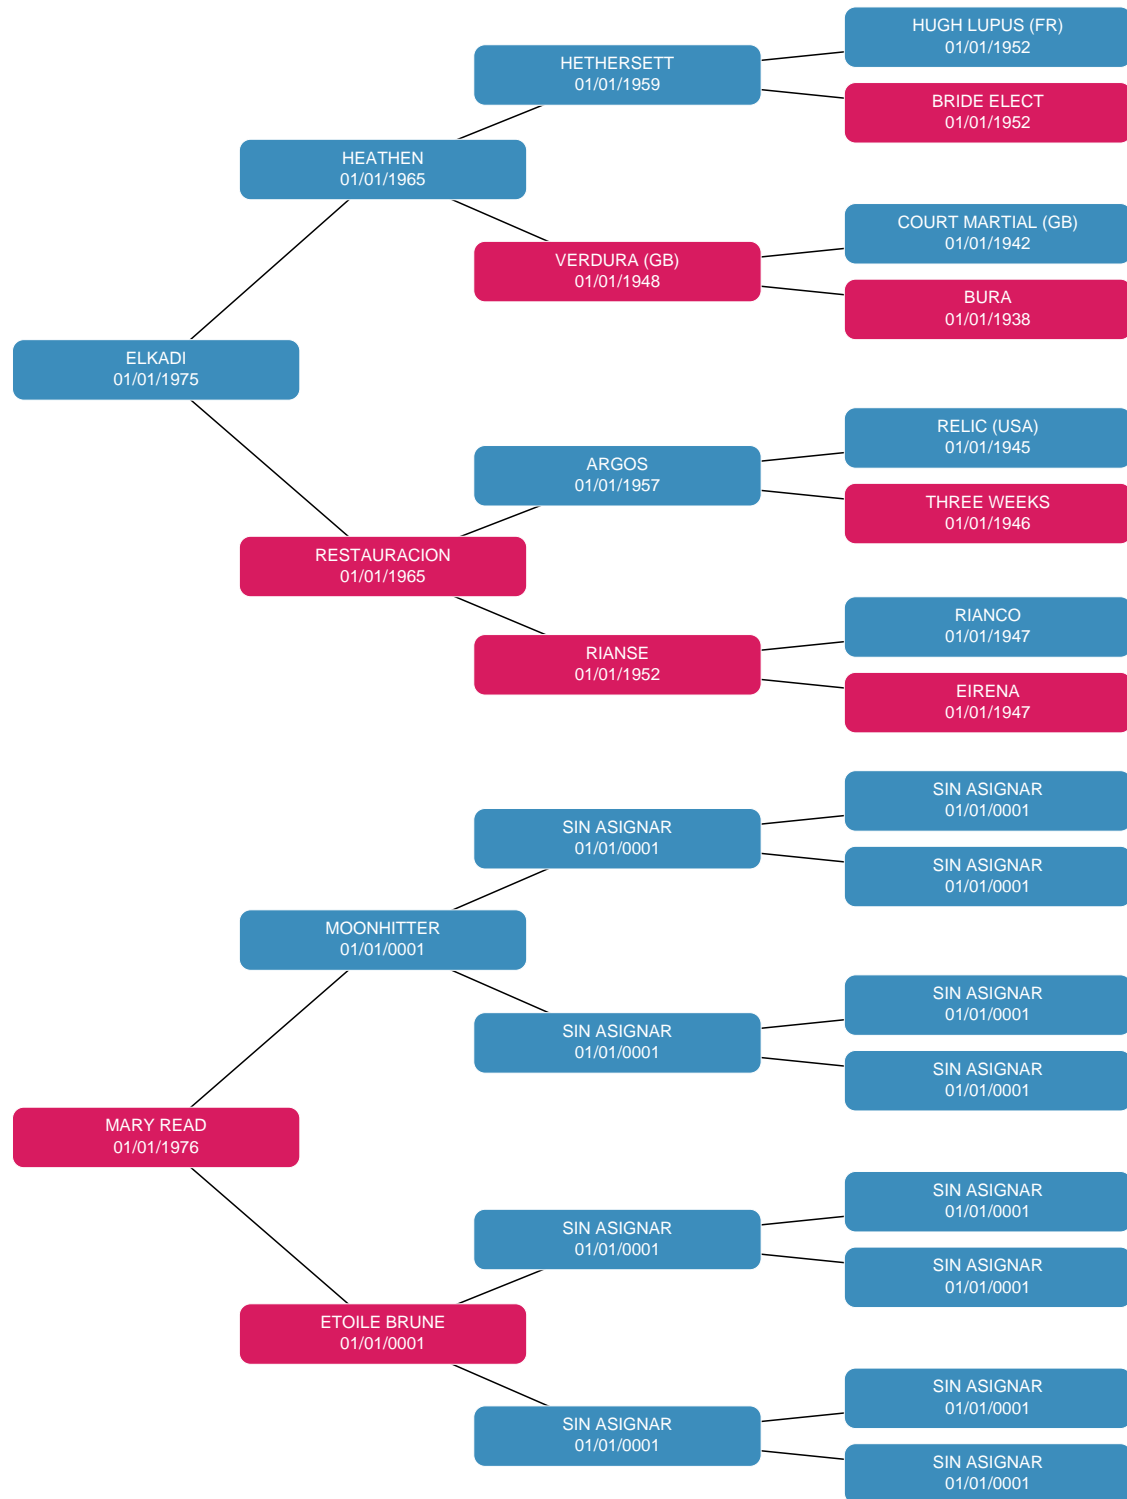 HUGH LUPUS (FR)
01/01/1952
HETHERSETT
01/01/1959
BRIDE ELECT
01/01/1952
HEATHEN
01/01/1965
COURT MARTIAL (GB)
01/01/1942
VERDURA (GB)
01/01/1948
BURA
01/01/1938
ELKADI
01/01/1975
RELIC (USA)
01/01/1945
ARGOS
01/01/1957
THREE WEEKS
01/01/1946
RESTAURACION
01/01/1965
RIANCO
01/01/1947
RIANSE
01/01/1952
EIRENA
01/01/1947
SIN ASIGNAR
01/01/0001
SIN ASIGNAR
01/01/0001
SIN ASIGNAR
01/01/0001
MOONHITTER
01/01/0001
SIN ASIGNAR
01/01/0001
SIN ASIGNAR
01/01/0001
SIN ASIGNAR
01/01/0001
MARY READ
01/01/1976
SIN ASIGNAR
01/01/0001
SIN ASIGNAR
01/01/0001
SIN ASIGNAR
01/01/0001
ETOILE BRUNE
01/01/0001
SIN ASIGNAR
01/01/0001
SIN ASIGNAR
01/01/0001
SIN ASIGNAR
01/01/0001